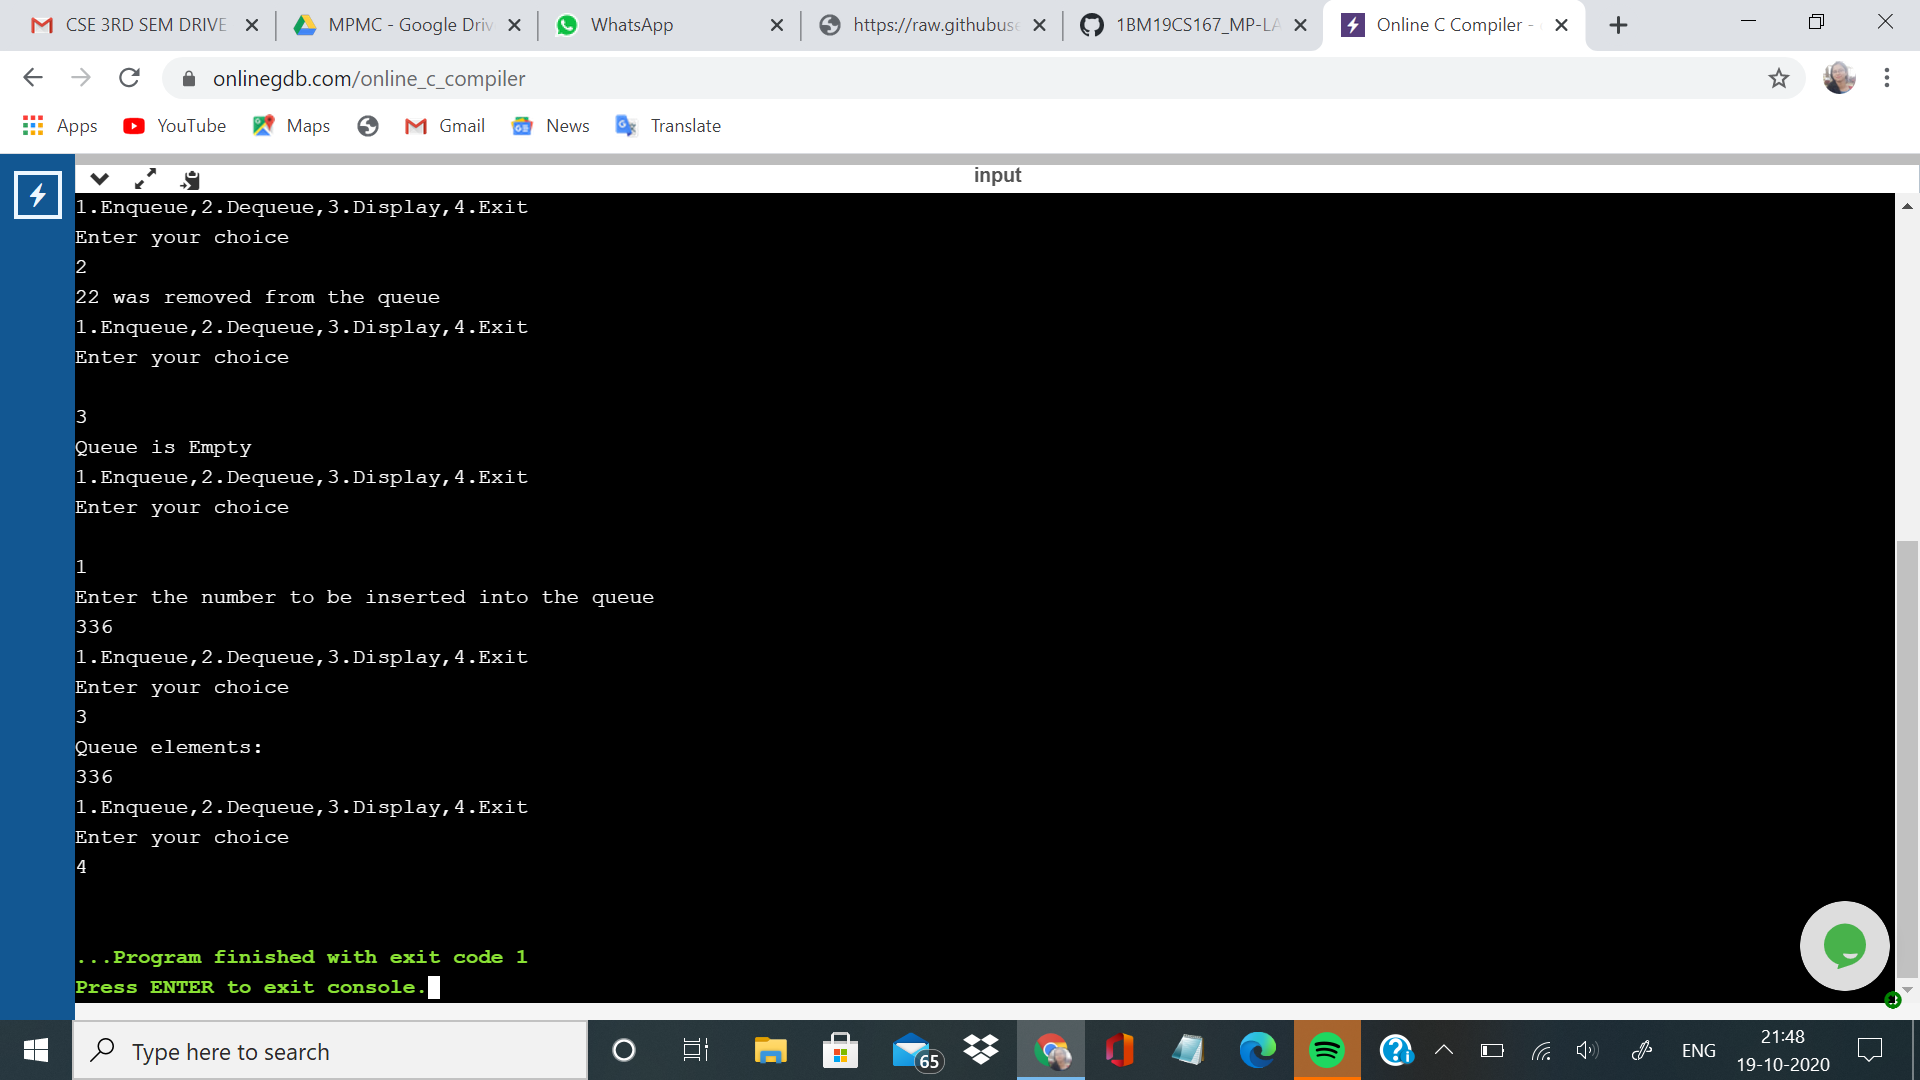 CSE 3RD SEM DRIVE
MPMC - Google Driv
WhatsApp
https://raw.githubuse
1BM19CS167_MP-LA
Online C Compiler -
onlinegdb.com/online_c_compiler
Apps
YouTube
Maps
Gmail
News
Translate
input
1.Enqueue,2.Dequeue,3.Display,4.Exit
Enter your choice
2
22 was removed from the queue
1.Enqueue,2.Dequeue,3.Display,4.Exit
Enter your choice
3
Queue is Empty
1.Enqueue,2.Dequeue,3.Display,4.Exit
Enter your choice
1
Enter the number to be inserted into the queue
336
1.Enqueue,2.Dequeue,3.Display,4.Exit
Enter your choice
3
Queue elements:
336
1.Enqueue,2.Dequeue,3.Display,4.Exit
Enter your choice
4
...Program finished with exit code 1
Press ENTER to exit console.
Type here to search
65
ENG
21:48
19-10-2020